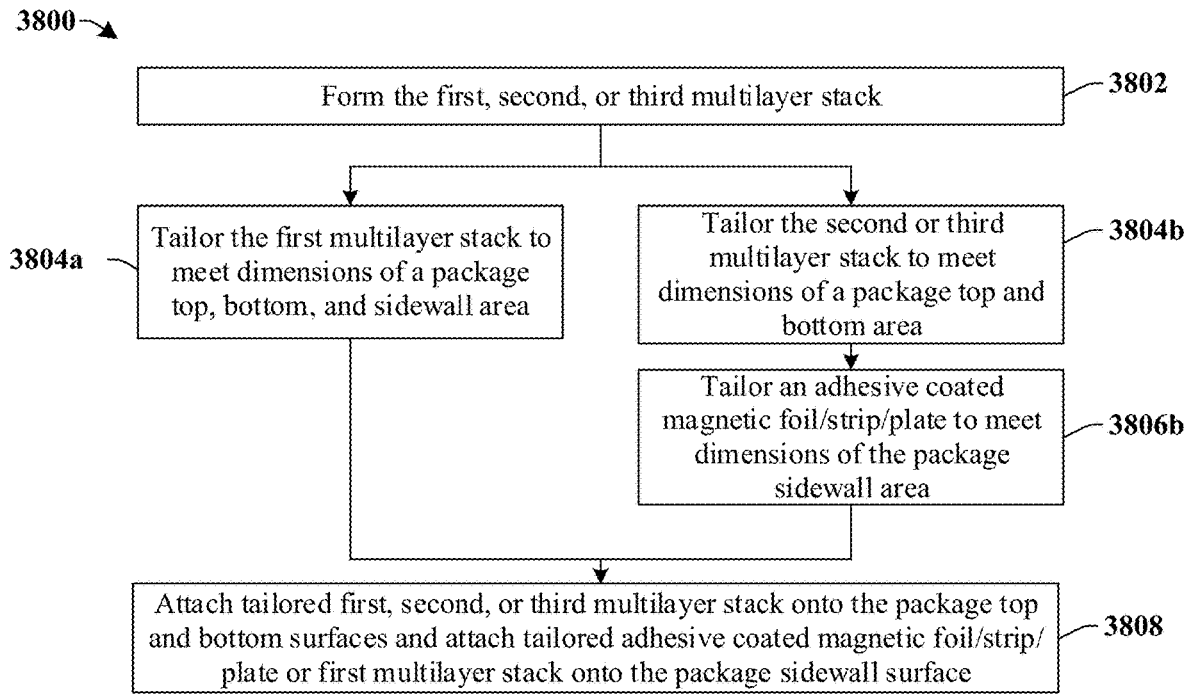 3800
Form the first, second, or third multilayer stack
3802
3804a
Tailor the first multilayer stack to
meet dimensions of a package
top, bottom, and sidewall area
Tailor the second or third
multilayer stack to meet
dimensions of a package top and
bottom area
3804b
Tailor an adhesive coated
magnetic foil/strip/plate to meet
dimensions of the package
sidewall area
3806b
Attach tailored first, second, or third multilayer stack onto the package top
and bottom surfaces and attach tailored adhesive coated magnetic foil/strip/
plate or first multilayer stack onto the package sidewall surface
3808